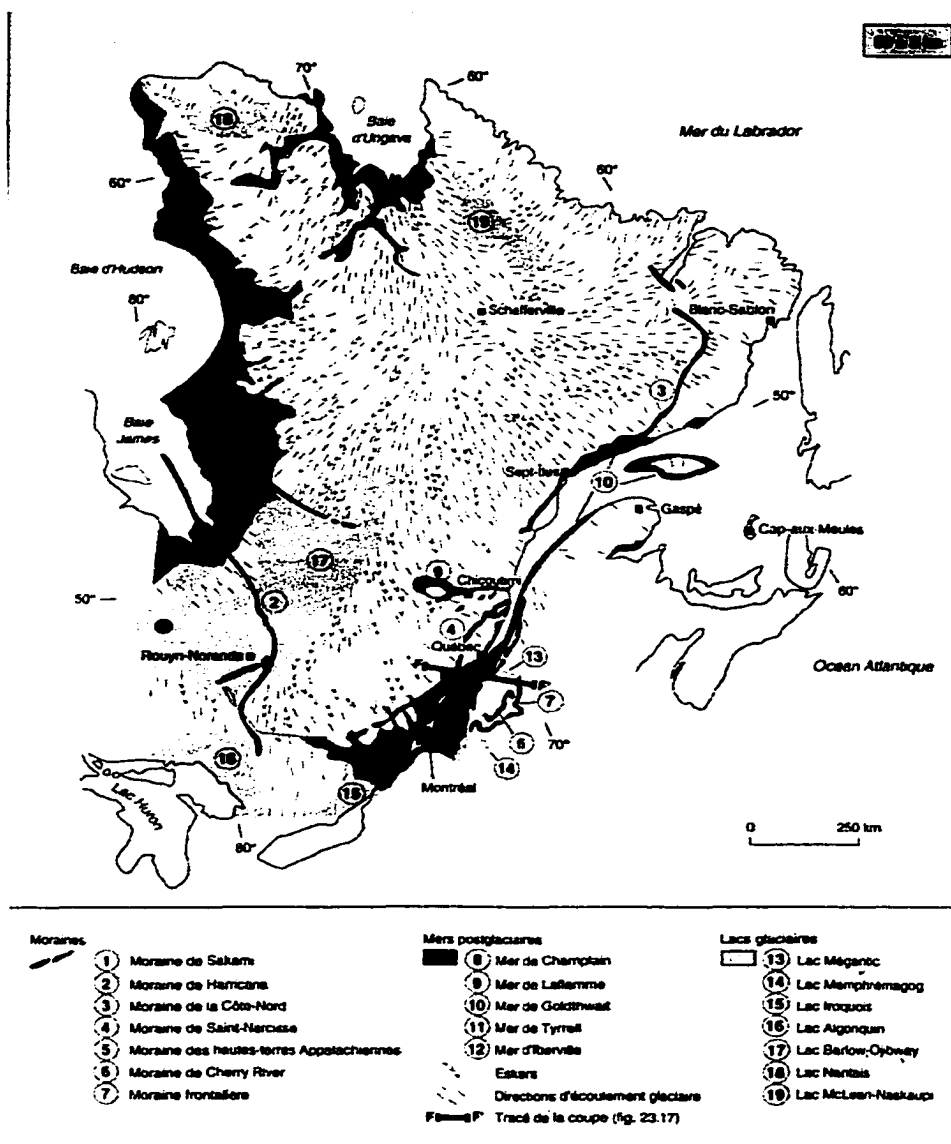 70°
60°
Baie
d'Ungava
Mer du Labrador
18
60°
60°
19
Baie d'Hudson
80°
Schefferville
Blanc-Sablon
3
50°
Baie
James
Sept-Îles
10
Gaspé
Cap-aux-Meules
17
9
Chicoutimi
50°
2
60°
4
Québec
Rouyn-Noranda
13
F
F'
Océan Atlantique
7
6
70°
14
16
Montréal
15
Lac Huron
80°
0 250 km
Moraines
1 Moraine de Sakami
2 Moraine de Harricana
3 Moraine de la Côte-Nord
4 Moraine de Saint-Narcisse
5 Moraine des hautes-terres Appalachiennes
6 Moraine de Cherry River
7 Moraine frontalière
Mers postglaciaires
8 Mer de Champlain
9 Mer de Laflamme
10 Mer de Goldthwait
11 Mer de Tyrrell
12 Mer d'Iberville
Eskers
Directions d'écoulement glaciaire
F F' Tracé de la coupe (fig. 23.17)
Lacs glaciaires
13 Lac Mégantic
14 Lac Memphrémagog
15 Lac Iroquois
16 Lac Algonquin
17 Lac Barlow-Ojibway
18 Lac Nantais
19 Lac McLean-Naskaupi